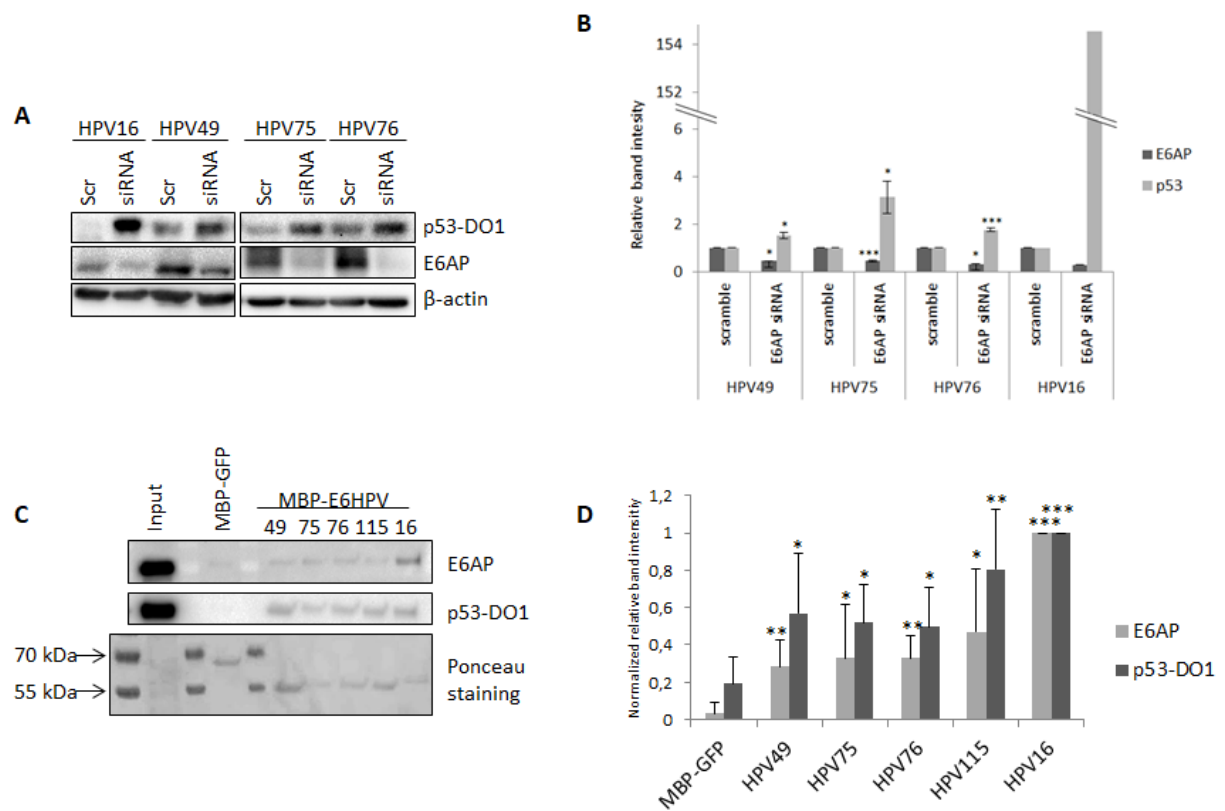 A
HPV16 HPV49 HPV75 HPV76
Scr siRNA Scr siRNA Scr siRNA Scr siRNA
p53-DO1
E6AP
β-actin
B
Relative band intesity
154
152
6
4
2
0
* * *** * * ***
scramble E6AP siRNA scramble E6AP siRNA scramble E6AP siRNA scramble E6AP siRNA
HPV49 HPV75 HPV76 HPV16
E6AP
p53
C
Input MBP-GFP MBP-E6HPV
49 75 76 115 16
E6AP
p53-DO1
70 kDa
55 kDa
Ponceau
staining
D
Normalized relative band intensitiy
1,2
1
0,8
0,6
0,4
0,2
0
** * * * ** * * ** *** ***
MBP-GFP HPV49 HPV75 HPV76 HPV115 HPV16
E6AP
p53-DO1